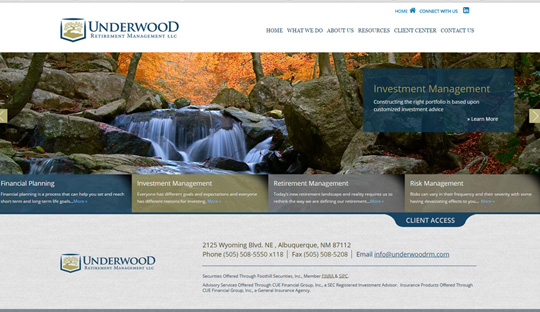 HOME CONNECT WITH US
UNDERWOOD
RETIREMENT MANAGEMENT LLC
HOME WHAT WE DO ABOUT US RESOURCES CLIENT CENTER CONTACT US
Investment Management
Constructing the right portfolio is based upon
customized investment advice
» Learn More
Financial Planning
Financial planning is a process that can help you set and reach
short term and long term life goals...More »
Investment Management
Everyone has different goals and expectations and everyone
has different reasons for investing. More »
Retirement Management
Today's new retirement landscape and reality requires us to
rethink the way we are defining our retirement...More »
Risk Management
Risks can vary in their frequency and their severity with some
having devastating effects to you... More »
CLIENT ACCESS
UNDERWOOD
RETIREMENT MANAGEMENT LLC
2125 Wyoming Blvd. NE , Albuquerque, NM 87112
Phone (505) 508-5550 x118 | Fax (505) 508-5208 | Email info@underwoodrm.com
Securities Offered Through Foothill Securities, Inc., Member FINRA & SIPC.
Advisory Services Offered Through CUE Financial Group, Inc., a SEC Registered Investment Advisor. Insurance Products Offered Through
CUE Financial Group, Inc., a General Insurance Agency.